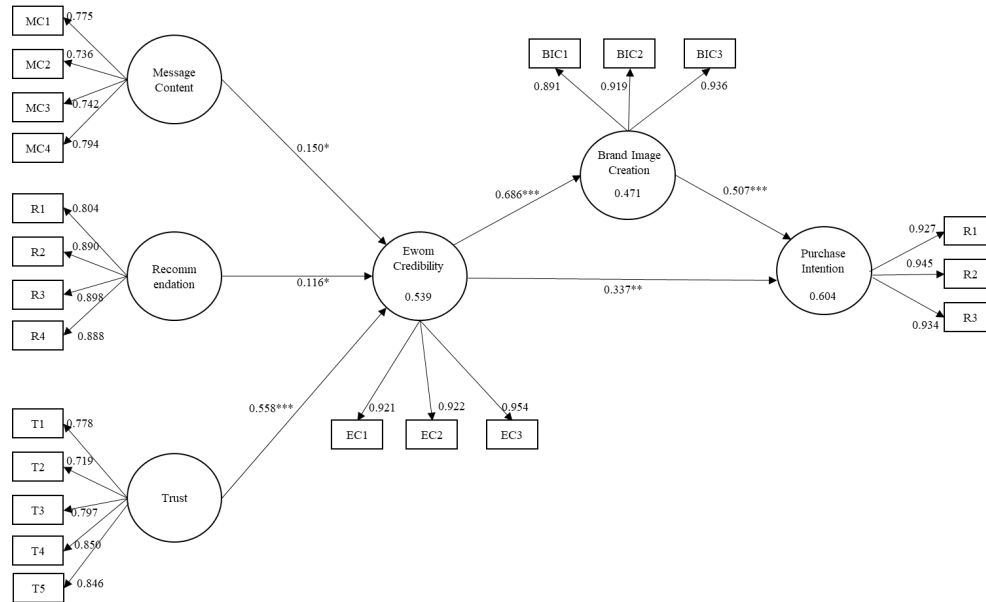 MC1
0.775
MC2
0.736
MC3
0.742
MC4
0.794
Message
Content
0.150*
R1
0.804
R2
0.890
R3
0.898
R4
0.888
Recomm
endation
0.116*
T1
0.778
T2
0.719
T3
0.797
T4
0.850
T5
0.846
Trust
0.558***
Ewom
Credibility
0.539
EC1
0.921
EC2
0.922
EC3
0.954
0.686***
BIC1
0.891
BIC2
0.919
BIC3
0.936
Brand Image
Creation
0.471
0.507***
0.337**
Purchase
Intention
0.604
R1
0.927
R2
0.945
R3
0.934